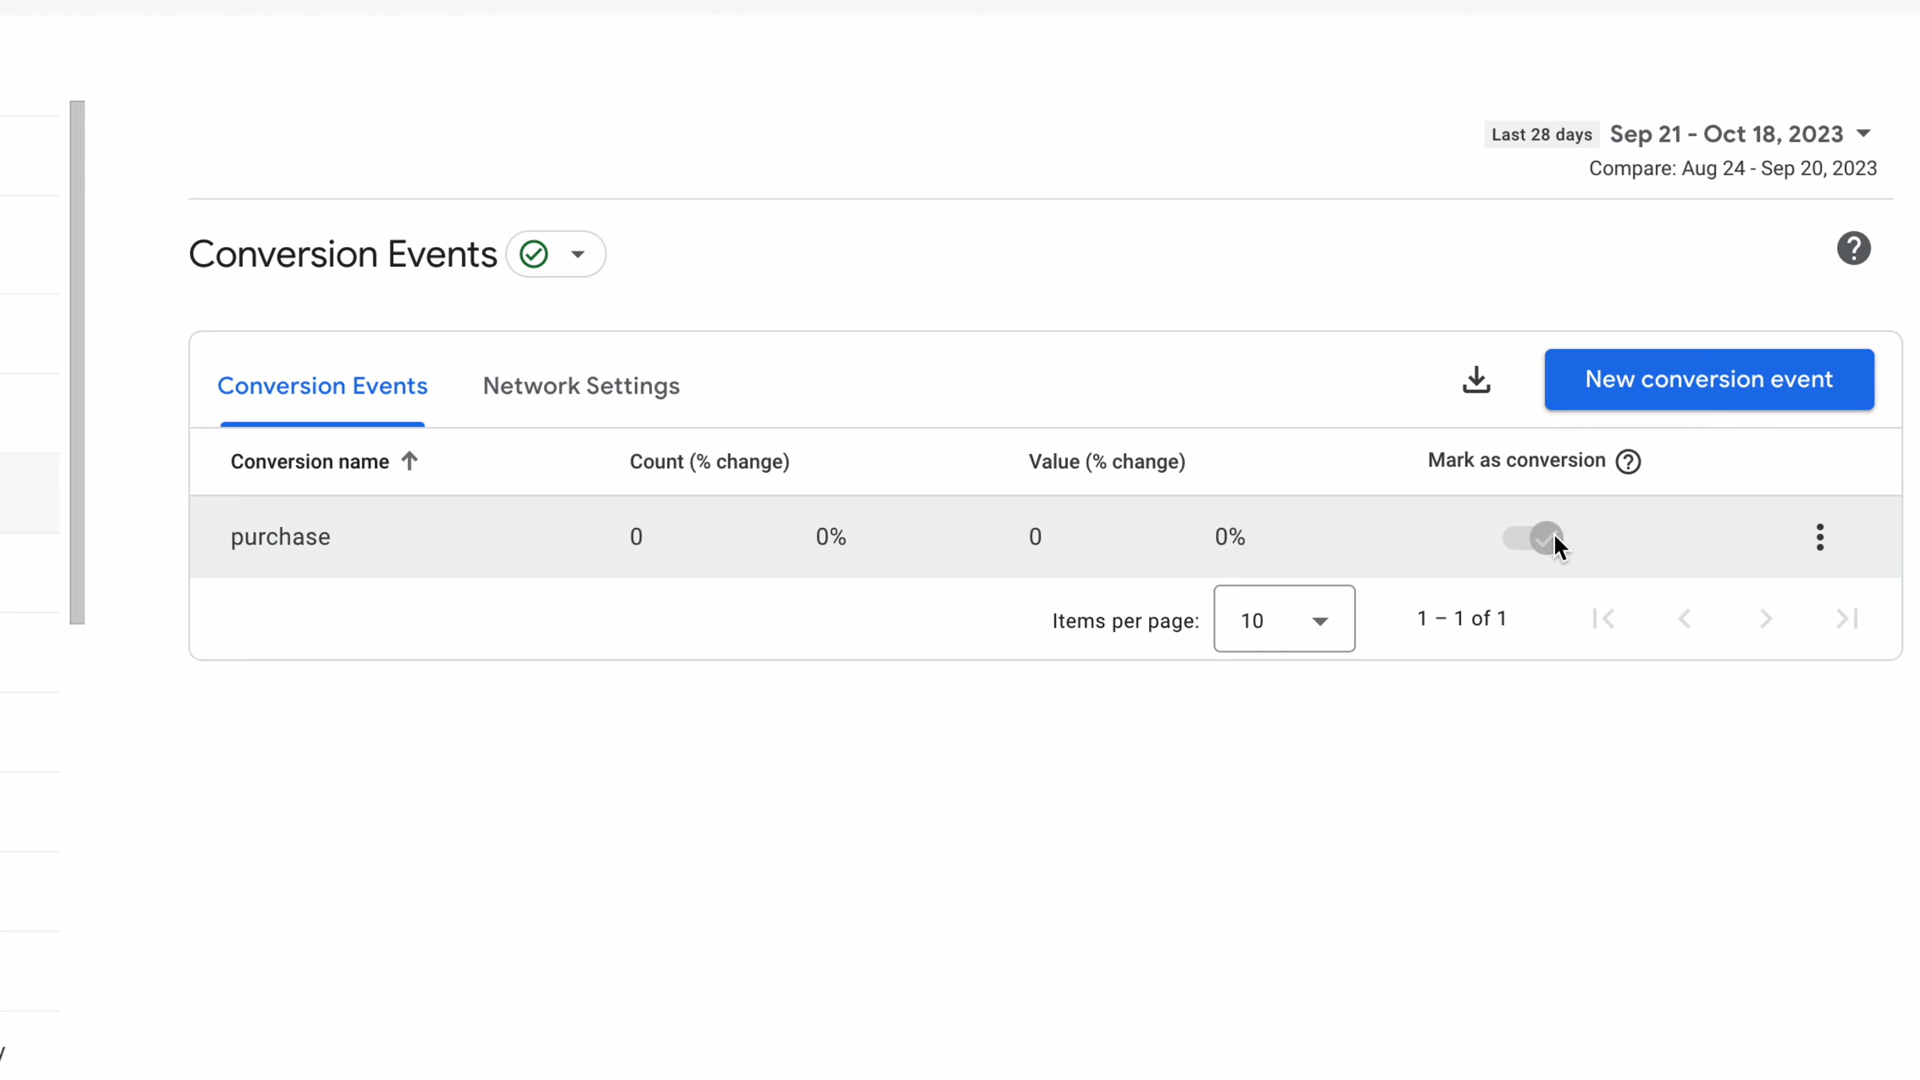 Last 28 days Sep 21 - Oct 18, 2023
Compare: Aug 24 - Sep 20, 2023
Conversion Events
Conversion Events Network Settings New conversion event
Conversion name Count (% change) Value (% change) Mark as conversion
purchase 0 0% 0 0%
Items per page: 10 1 – 1 of 1